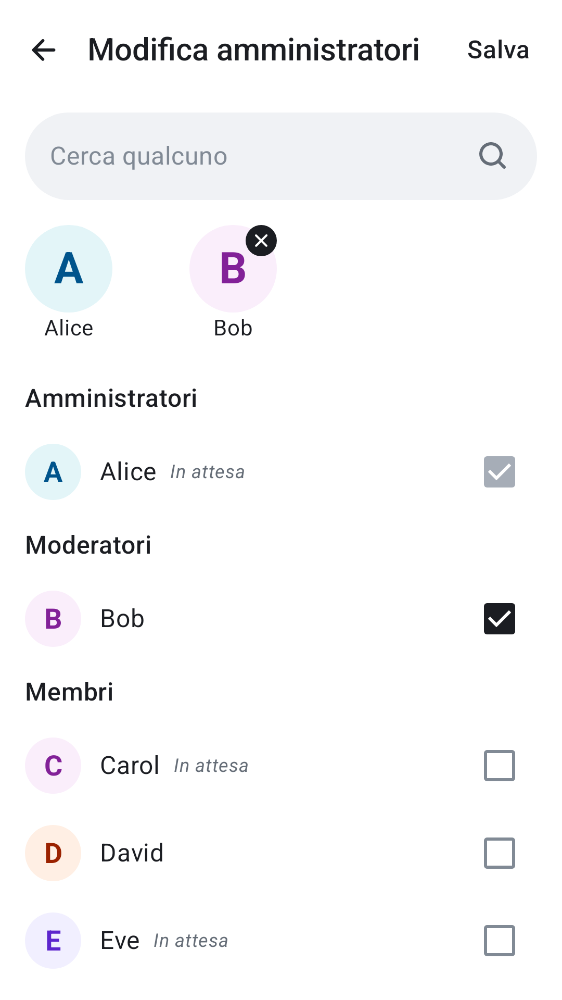 Modifica amministratori
Salva
Cerca qualcuno
A
B
Alice
Bob
Amministratori
A Alice In attesa
Moderatori
B Bob
Membri
C Carol In attesa
D David
E Eve In attesa